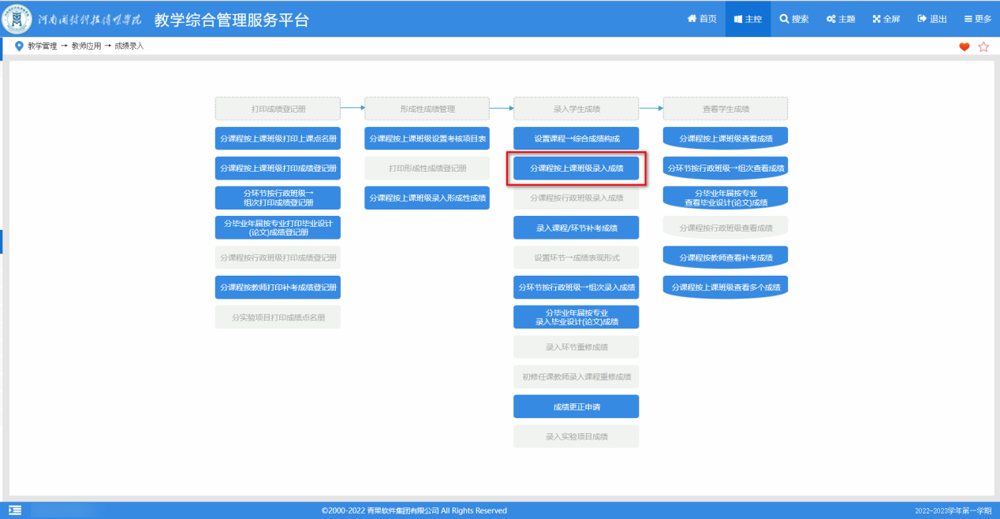 教学综合管理服务平台
首页
主控
搜索
主题
全屏
退出
更多
教学管理 → 教师应用 → 成绩录入
打印成绩登记册
分课程按上课班级打印上课点名册
分课程按上课班级打印成绩登记册
分环节按行政班级→
组次打印成绩登记册
分毕业年届按专业打印毕业设计
(论文)成绩登记册
分课程按行政班级打印成绩登记册
分课程按教师打印补考成绩登记册
分实验项目打印成绩点名册
形成性成绩管理
分课程按上课班级设置考核项目表
打印形成性成绩登记册
分课程按上课班级录入形成性成绩
录入学生成绩
设置课程→综合成绩构成
分课程按上课班级录入成绩
分课程按行政班级录入成绩
录入课程/环节补考成绩
设置环节→成绩表现形式
分环节按行政班级→组次录入成绩
分毕业年届按专业
录入毕业设计(论文)成绩
录入环节重修成绩
初修任课教师录入课程重修成绩
成绩更正申请
录入实验项目成绩
查看学生成绩
分课程按上课班级查看成绩
分环节按行政班级→组次查看成绩
分毕业年届按专业
查看毕业设计(论文)成绩
分课程按行政班级查看成绩
分课程按教师查看补考成绩
分课程按上课班级查看多个成绩
©2000-2022 青果软件集团有限公司 All Rights Reserved
2022-2023学年第一学期